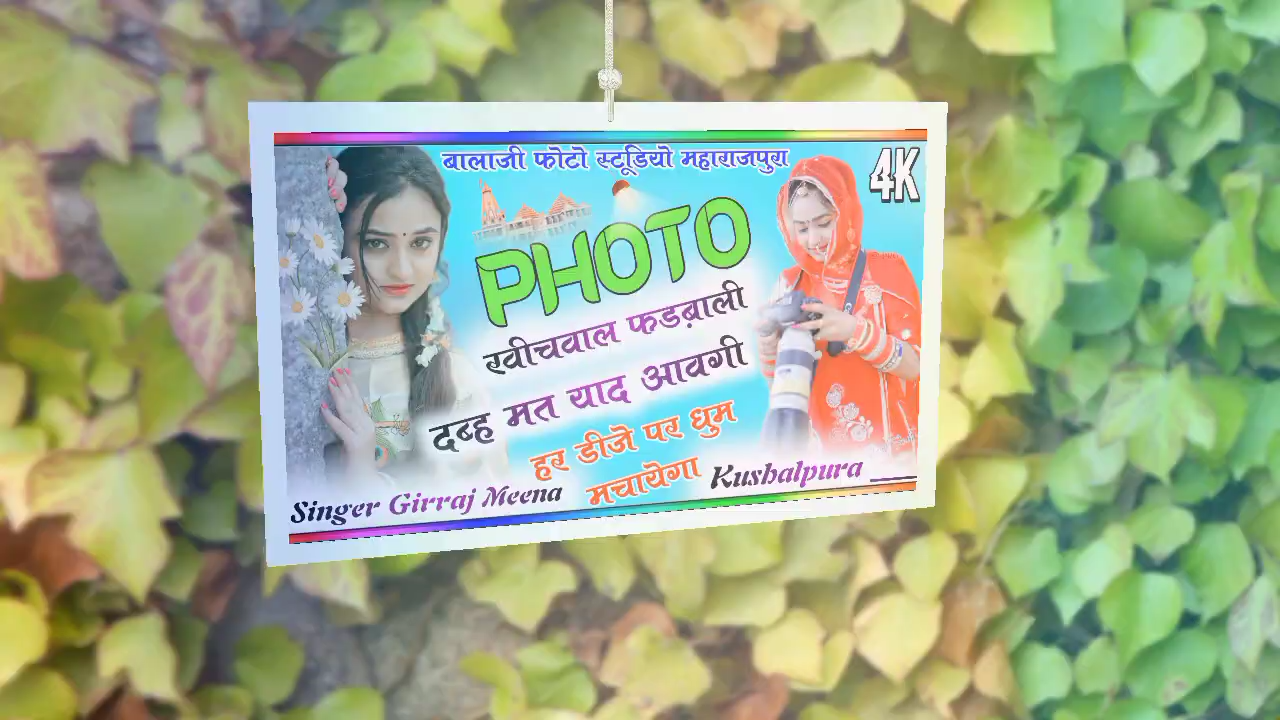 बालाजी फोटो स्टूडियो महाराजपुरा
4K
PHOTO
खीचवाल फडब़ाली
दब्ह मत याद आवगी
हर डीजे पर धुम
मचायेगा
Singer Girraj Meena
Kushalpura